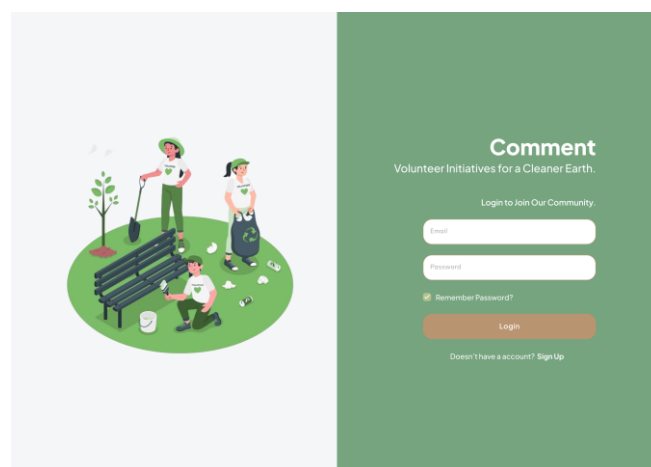 Comment
Volunteer Initiatives for a Cleaner Earth.
Login to Join Our Community.
Email
Password
Remember Password?
Login
Doesn't have a account? Sign Up